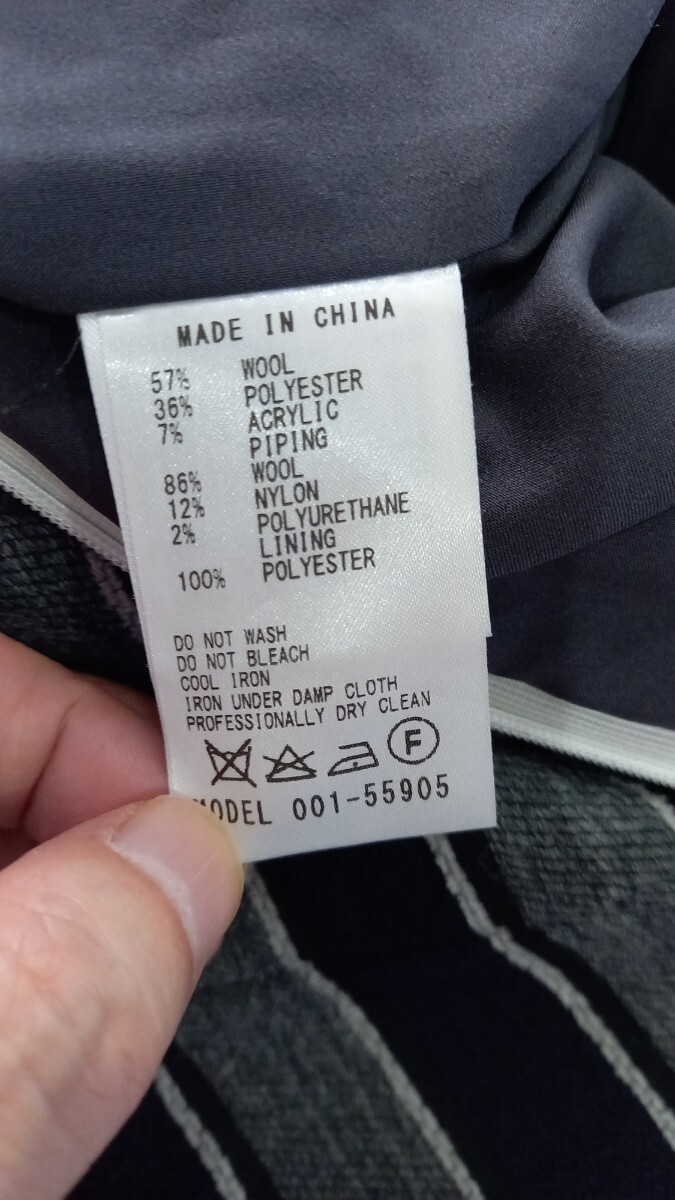 MADE IN CHINA
57% WOOL
36% POLYESTER
7% ACRYLIC
PIPING
86% WOOL
12% NYLON
2% POLYURETHANE
LINING
100% POLYESTER
DO NOT WASH
DO NOT BLEACH
COOL IRON
IRON UNDER DAMP CLOTH
PROFESSIONALLY DRY CLEAN
F
MODEL 001-55905